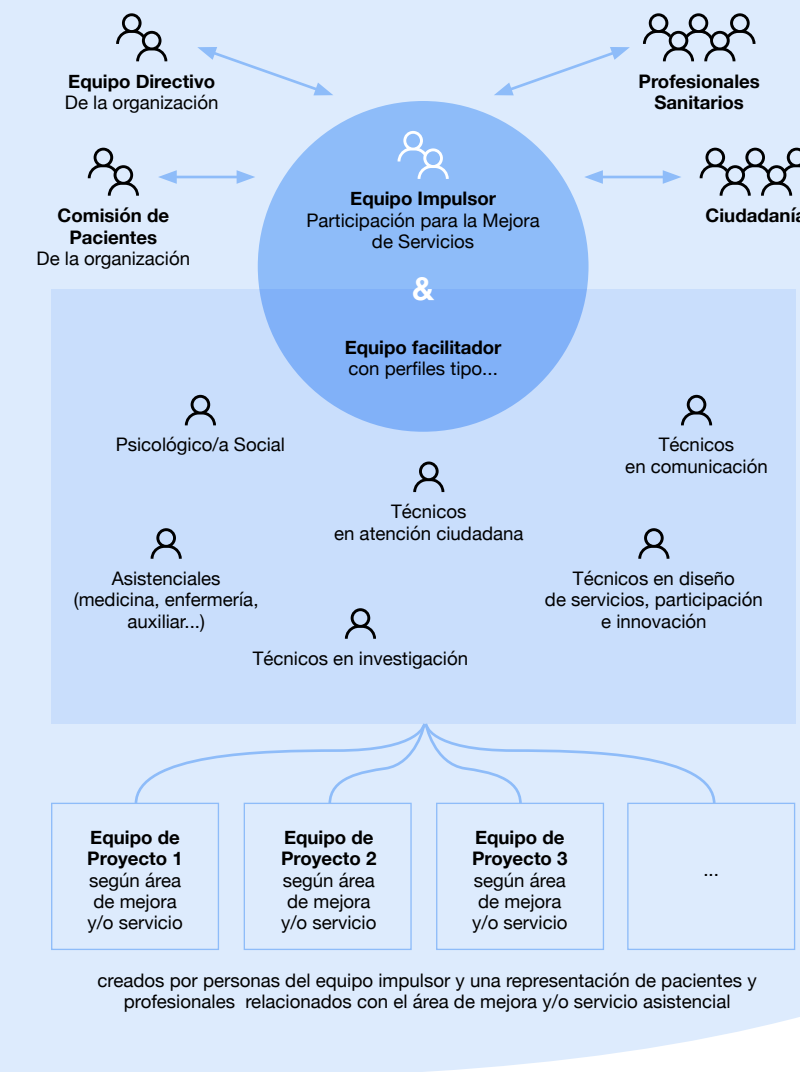 Equipo Directivo
De la organización
Profesionales
Sanitarios
Comisión de
Pacientes
De la organización
Equipo Impulsor
Participación para la Mejora
de Servicios
Ciudadanía
&
Equipo facilitador
con perfiles tipo...
Psicológico/a Social
Técnicos
en comunicación
Técnicos
en atención ciudadana
Asistenciales
(medicina, enfermería,
auxiliar...)
Técnicos en diseño
de servicios, participación
e innovación
Técnicos en investigación
Equipo de
Proyecto 1
según área
de mejora
y/o servicio
Equipo de
Proyecto 2
según área
de mejora
y/o servicio
Equipo de
Proyecto 3
según área
de mejora
y/o servicio
...
creados por personas del equipo impulsor y una representación de pacientes y
profesionales relacionados con el área de mejora y/o servicio asistencial